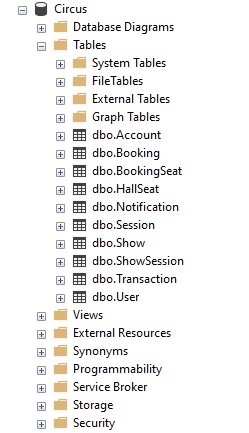 Circus
Database Diagrams
Tables
System Tables
FileTables
External Tables
Graph Tables
dbo.Account
dbo.Booking
dbo.BookingSeat
dbo.HallSeat
dbo.Notification
dbo.Session
dbo.Show
dbo.ShowSession
dbo.Transaction
dbo.User
Views
External Resources
Synonyms
Programmability
Service Broker
Storage
Security